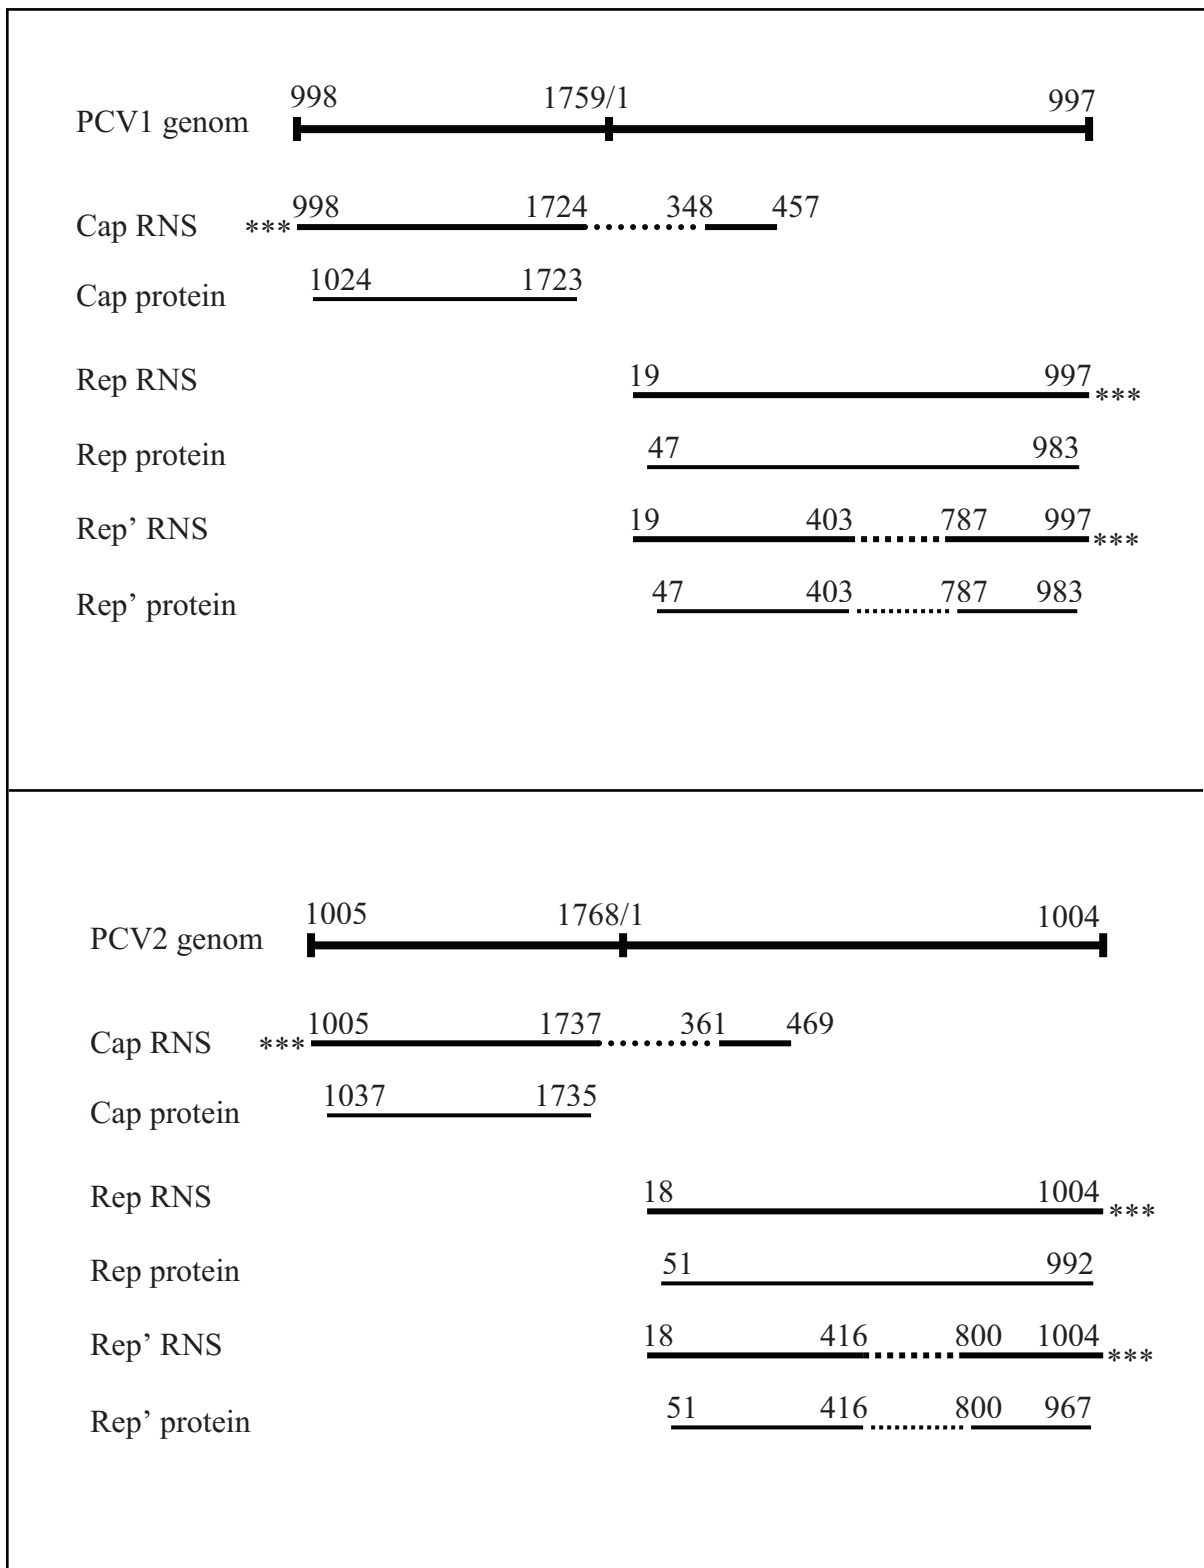 998 1759/1 997
PCV1 genom
Cap RNS *** 998 1724 348 457
Cap protein 1024 1723
Rep RNS 19 997 ***
Rep protein 47 983
Rep’ RNS 19 403 787 997 ***
Rep’ protein 47 403 787 983
1005 1768/1 1004
PCV2 genom
Cap RNS *** 1005 1737 361 469
Cap protein 1037 1735
Rep RNS 18 1004 ***
Rep protein 51 992
Rep’ RNS 18 416 800 1004 ***
Rep’ protein 51 416 800 967